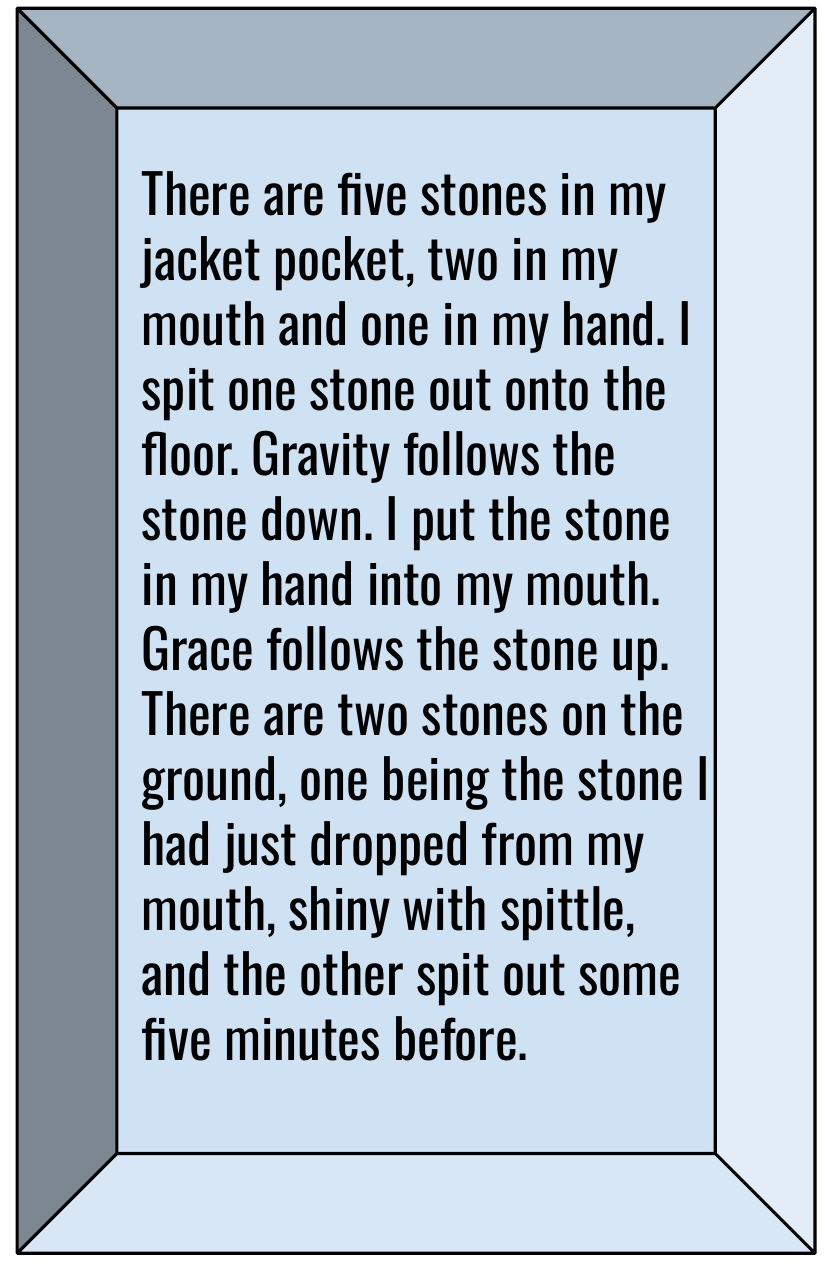 There are five stones in my
jacket pocket, two in my
mouth and one in my hand. I
spit one stone out onto the
floor. Gravity follows the
stone down. I put the stone
in my hand into my mouth.
Grace follows the stone up.
There are two stones on the
ground, one being the stone I
had just dropped from my
mouth, shiny with spittle,
and the other spit out some
five minutes before.